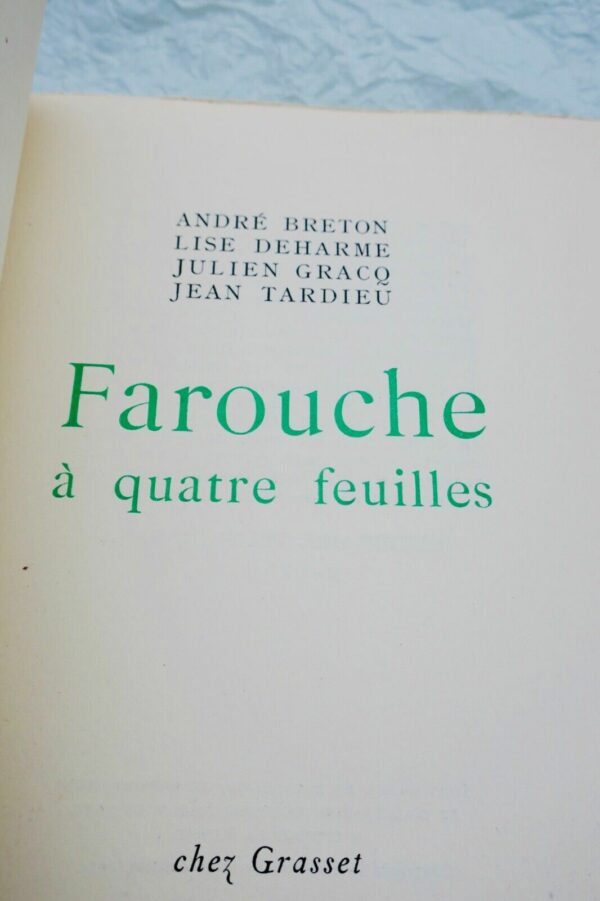 ANDRÉ BRETON
LISE DEHARME
JULIEN GRACQ
JEAN TARDIEU
Farouche
à quatre feuilles
chez Grasset